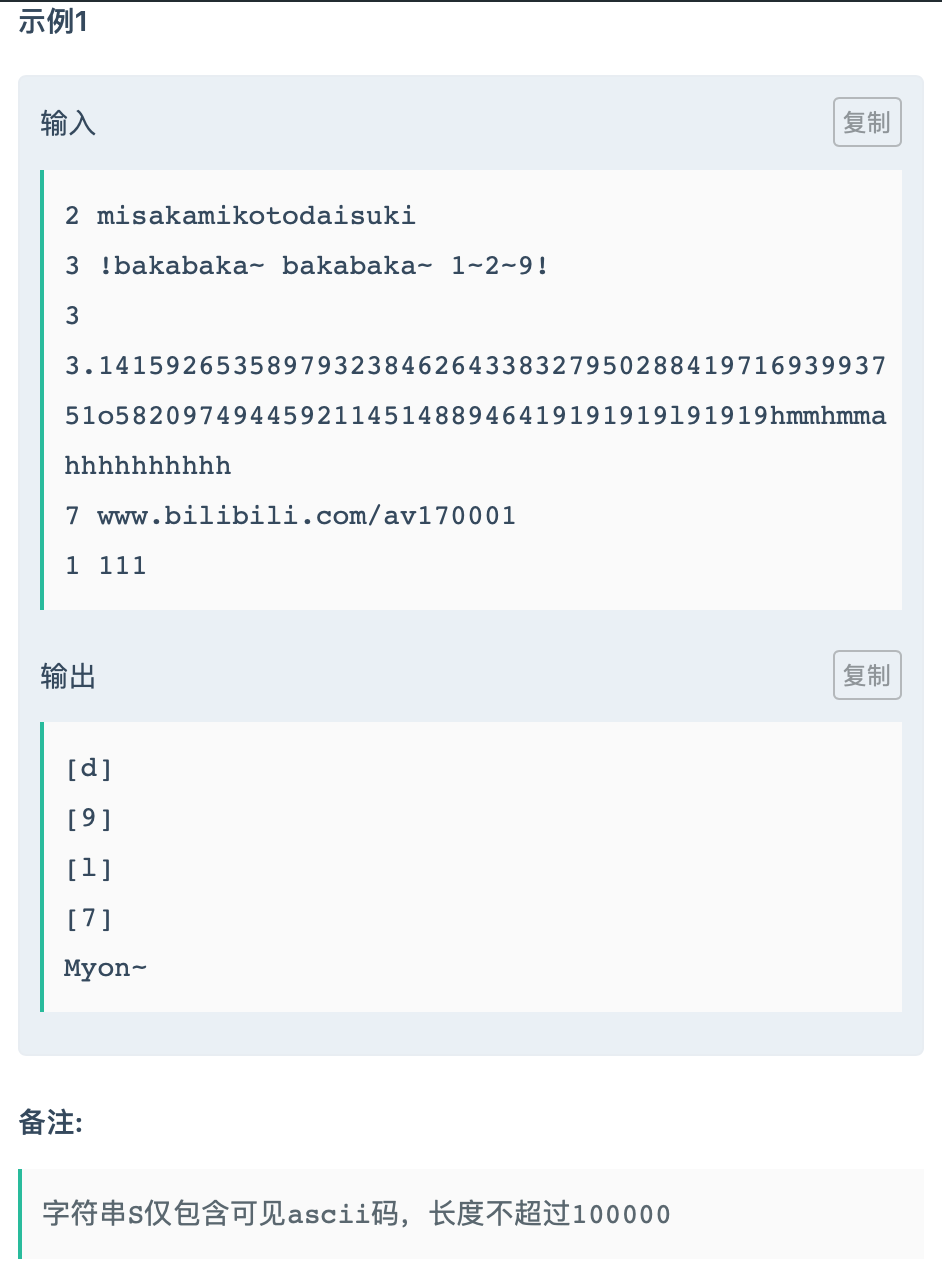 示例1
输入
复制
2 misakamikotodaisuki
3 !bakabaka~ bakabaka~ 1~2~9!
3
3.14159265358979323846264338327950288419716939937
51o58209749445921145148894641919191919l91919hmmhmma
hhhhhhhhhh
7 www.bilibili.com/av170001
1 111
输出
复制
[d]
[9]
[l]
[7]
Myon~
备注:
字符串S仅包含可见ascii码，长度不超过100000